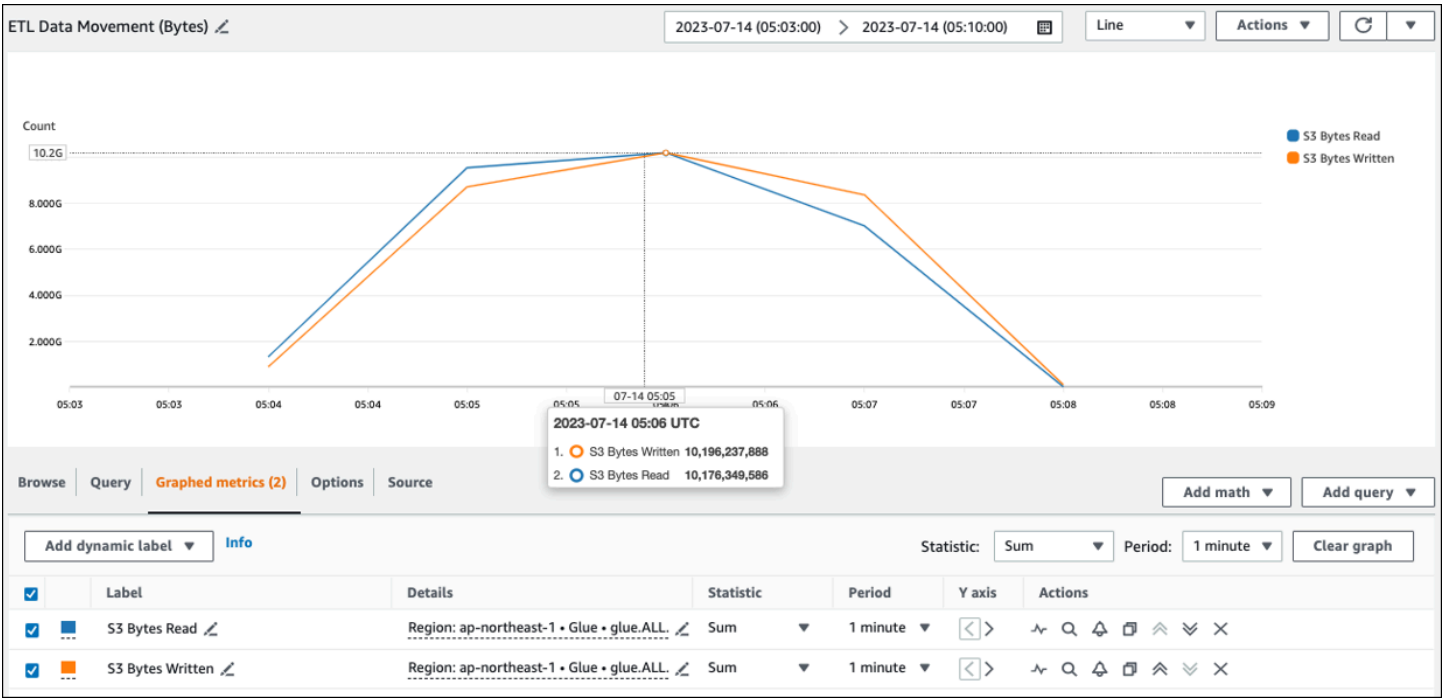 ETL Data Movement (Bytes)
2023-07-14 (05:03:00) > 2023-07-14 (05:10:00)
Line
Actions
Count
10.2G
8.000G
6.000G
4.000G
2.000G
S3 Bytes Read
S3 Bytes Written
07-14 05:05
05:03 05:03 05:04 05:04 05:05 05:05 05:06 05:06 05:07 05:07 05:08 05:08 05:09
2023-07-14 05:06 UTC
1. S3 Bytes Written 10,196,237,888
2. S3 Bytes Read 10,176,349,586
Browse Query Graphed metrics (2) Options Source
Add math Add query
Add dynamic label Info
Statistic: Sum Period: 1 minute Clear graph
Label Details Statistic Period Y axis Actions
S3 Bytes Read Region: ap-northeast-1 • Glue • glue.ALL. Sum 1 minute < >
S3 Bytes Written Region: ap-northeast-1 • Glue • glue.ALL. Sum 1 minute < >